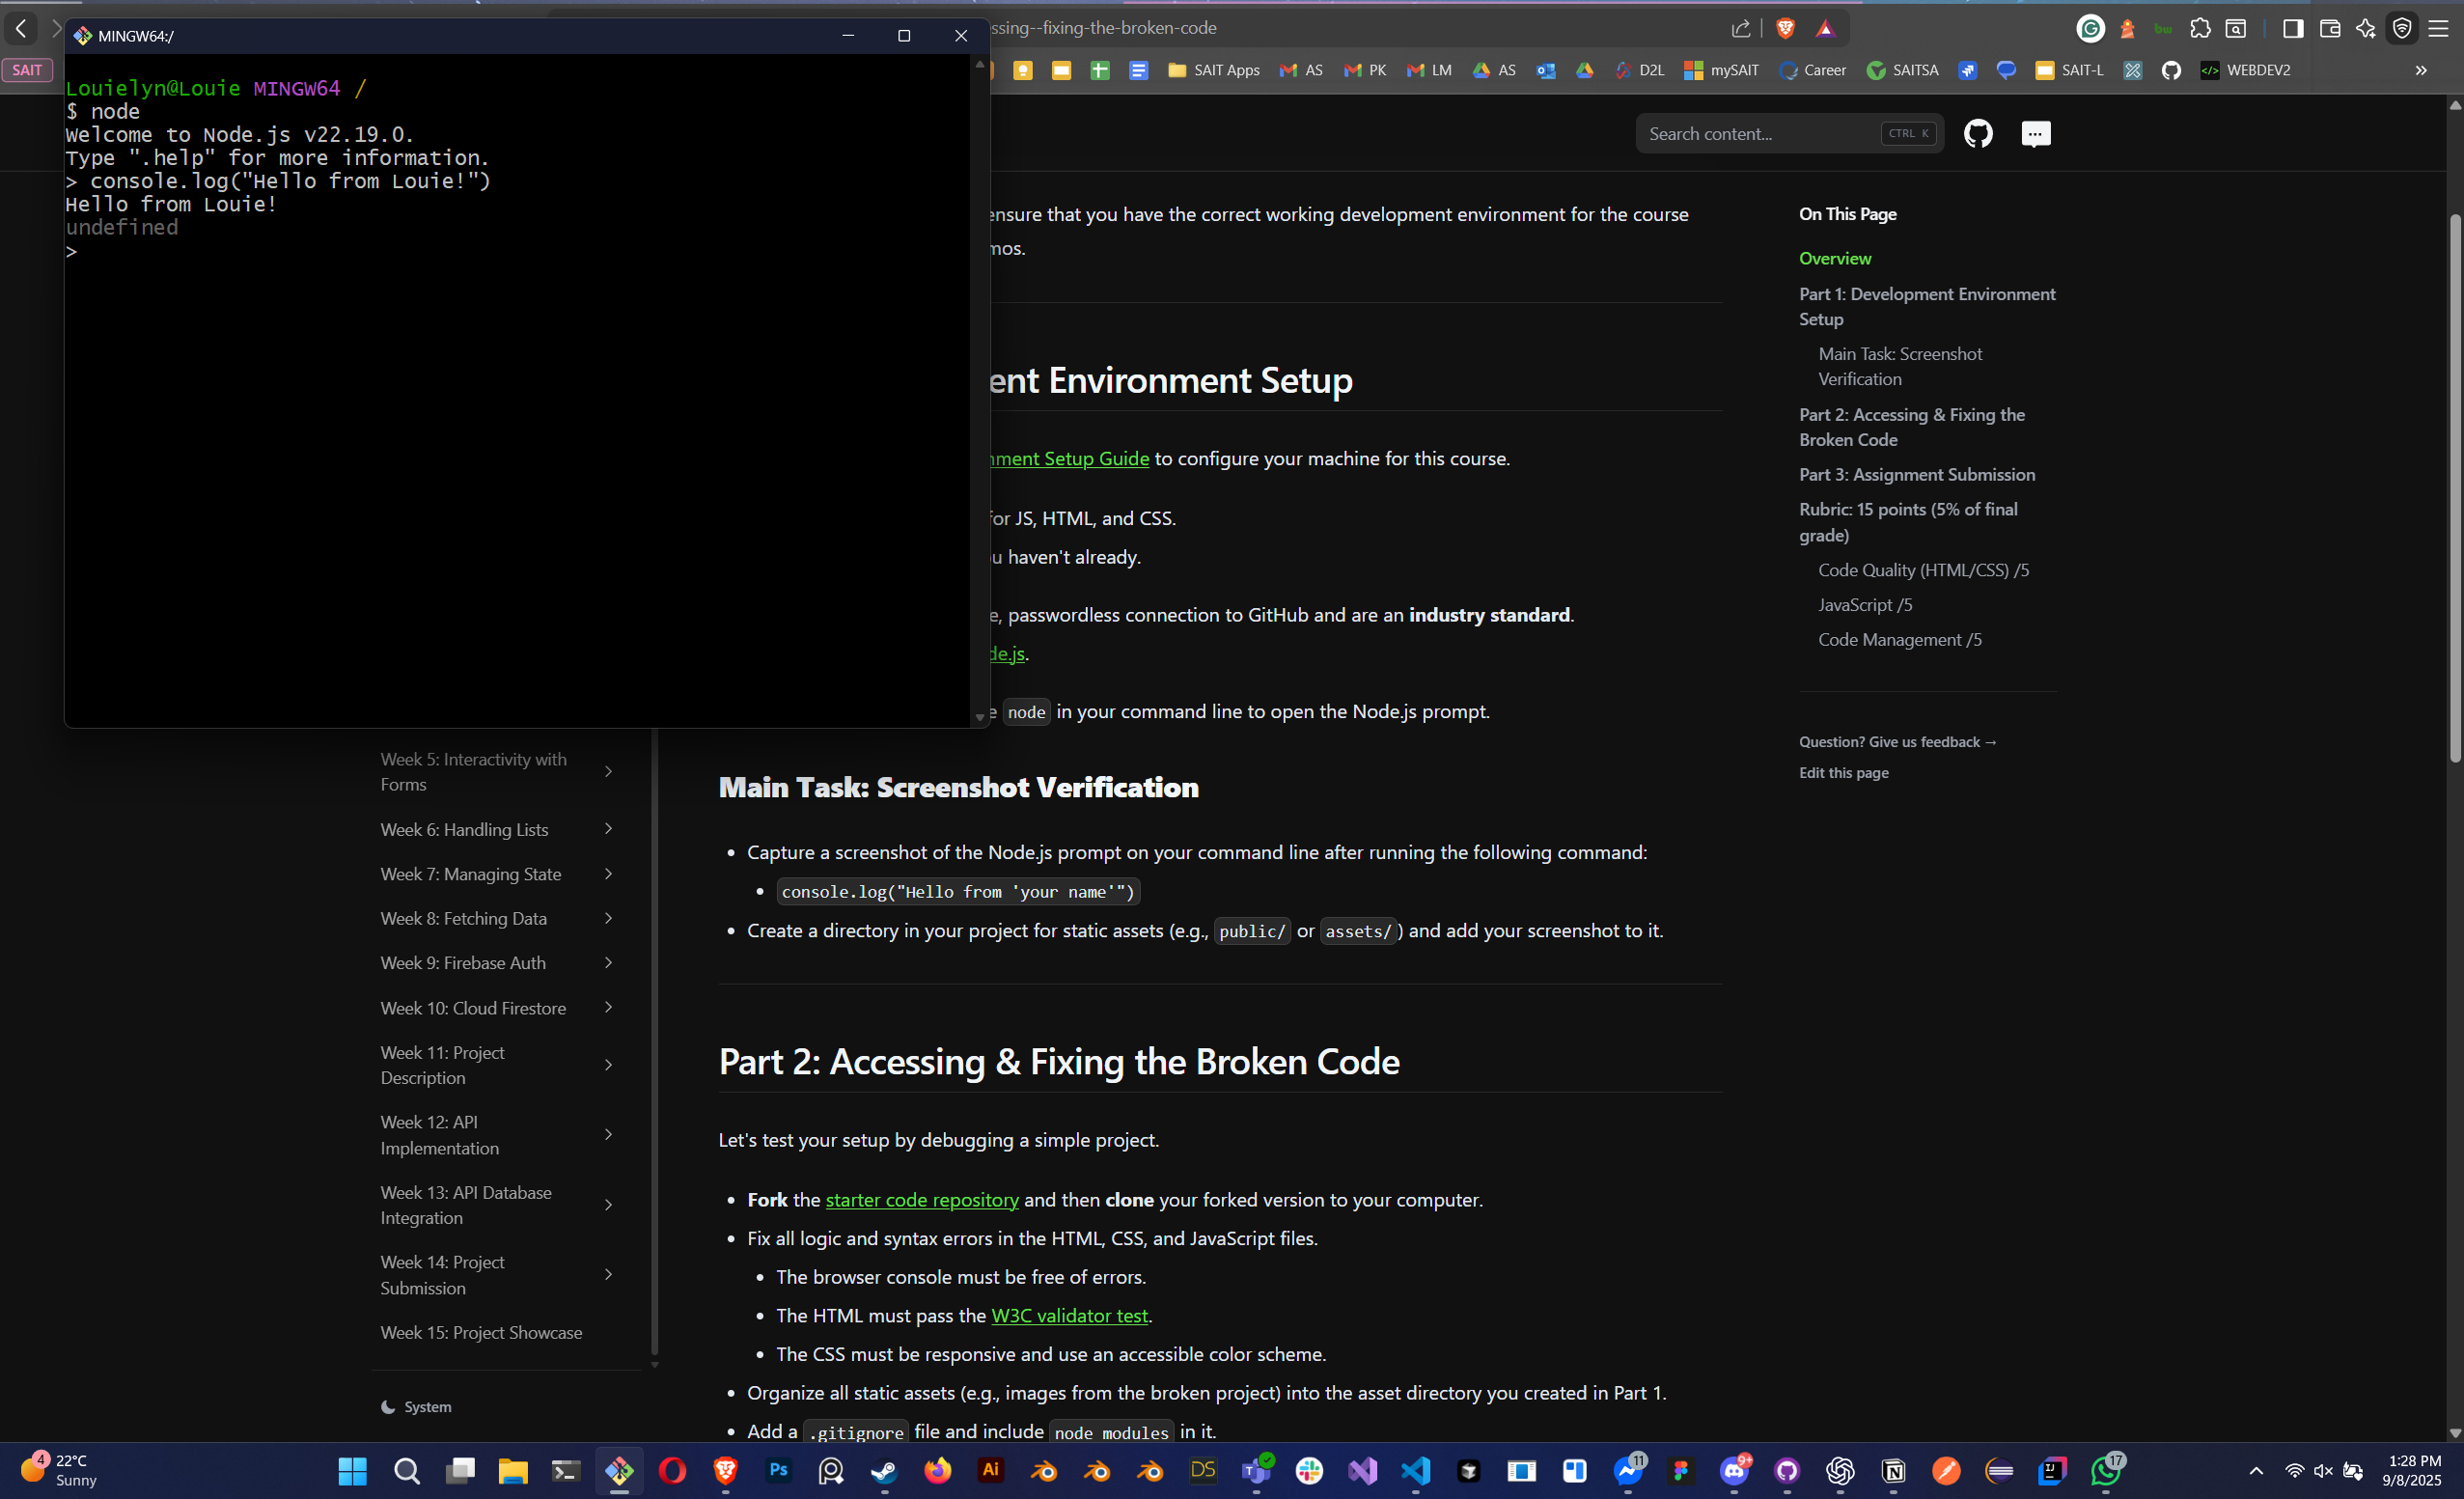 MINGW64:/
Louielyn@Louie MINGW64 /
$ node
Welcome to Node.js v22.19.0.
Type ".help" for more information.
> console.log("Hello from Louie!")
Hello from Louie!
undefined
>
ssing--fixing-the-broken-code
SAIT
SAIT Apps
AS
PK
LM
AS
D2L
mySAIT
Career
SAITSA
SAIT-L
WEBDEV2
Search content...
CTRL K
ensure that you have the correct working development environment for the course
mos.
ent Environment Setup
nment Setup Guide to configure your machine for this course.
for JS, HTML, and CSS.
u haven't already.
e, passwordless connection to GitHub and are an industry standard.
de.js.
e node in your command line to open the Node.js prompt.
Main Task: Screenshot Verification
• Capture a screenshot of the Node.js prompt on your command line after running the following command:
• console.log("Hello from 'your name'")
• Create a directory in your project for static assets (e.g., public/ or assets/) and add your screenshot to it.
Part 2: Accessing & Fixing the Broken Code
Let's test your setup by debugging a simple project.
• Fork the starter code repository and then clone your forked version to your computer.
• Fix all logic and syntax errors in the HTML, CSS, and JavaScript files.
• The browser console must be free of errors.
• The HTML must pass the W3C validator test.
• The CSS must be responsive and use an accessible color scheme.
• Organize all static assets (e.g., images from the broken project) into the asset directory you created in Part 1.
• Add a .gitignore file and include node_modules in it.
On This Page
Overview
Part 1: Development Environment
Setup
Main Task: Screenshot
Verification
Part 2: Accessing & Fixing the
Broken Code
Part 3: Assignment Submission
Rubric: 15 points (5% of final
grade)
Code Quality (HTML/CSS) /5
JavaScript /5
Code Management /5
Question? Give us feedback →
Edit this page
Week 5: Interactivity with
Forms
Week 6: Handling Lists
Week 7: Managing State
Week 8: Fetching Data
Week 9: Firebase Auth
Week 10: Cloud Firestore
Week 11: Project
Description
Week 12: API
Implementation
Week 13: API Database
Integration
Week 14: Project
Submission
Week 15: Project Showcase
System
4
22°C
Sunny
Ps
Ai
DS
11
9+
17
1:28 PM
9/8/2025